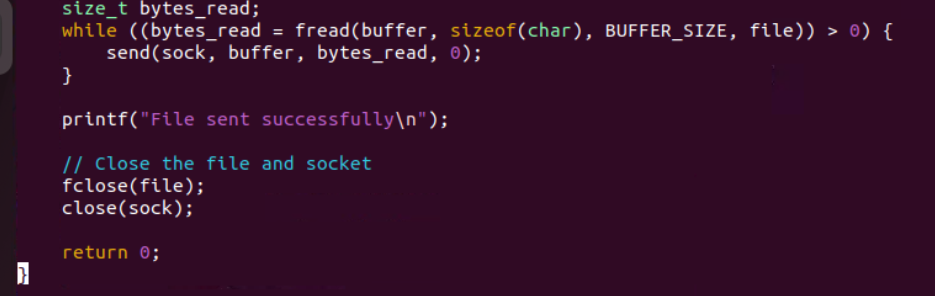 size_t bytes_read;
while ((bytes_read = fread(buffer, sizeof(char), BUFFER_SIZE, file)) > 0) {
    send(sock, buffer, bytes_read, 0);
}

printf("File sent successfully\n");

// Close the file and socket
fclose(file);
close(sock);

return 0;
}